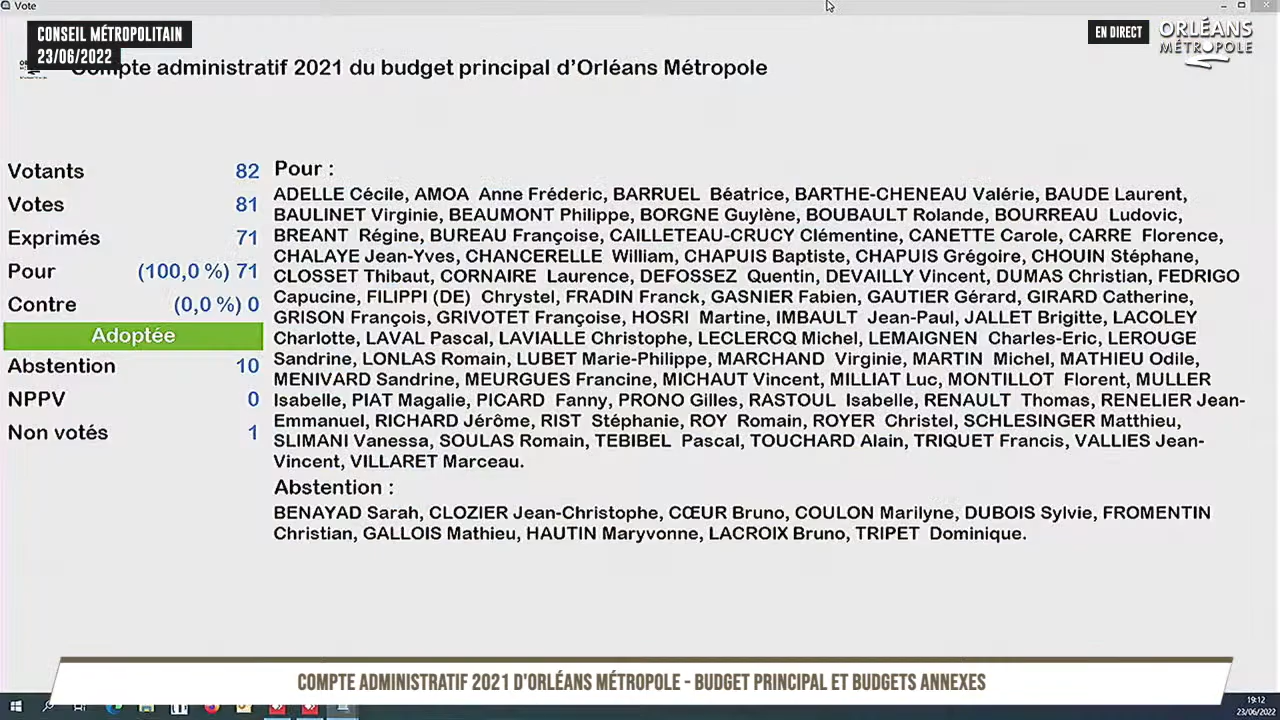 Vote
CONSEIL MÉTROPOLITAIN
23/06/2022
EN DIRECT
ORLÉANS
MÉTROPOLE
Compte administratif 2021 du budget principal d'Orléans Métropole
Votants 82
Votes 81
Exprimés 71
Pour (100,0 %) 71
Contre (0,0 %) 0
Adoptée
Abstention 10
NPPV 0
Non votés 1
Pour :
ADELLE Cécile, AMOA Anne Fréderic, BARRUEL Béatrice, BARTHE-CHENEAU Valérie, BAUDE Laurent,
BAULINET Virginie, BEAUMONT Philippe, BORGNE Guylène, BOUBAULT Rolande, BOURREAU Ludovic,
BREANT Régine, BUREAU Françoise, CAILLETEAU-CRUCY Clémentine, CANETTE Carole, CARRE Florence,
CHALAYE Jean-Yves, CHANCERELLE William, CHAPUIS Baptiste, CHAPUIS Grégoire, CHOUIN Stéphane,
CLOSSET Thibaut, CORNAIRE Laurence, DEFOSSEZ Quentin, DEVAILLY Vincent, DUMAS Christian, FEDRIGO
Capucine, FILIPPI (DE) Chrystel, FRADIN Franck, GASNIER Fabien, GAUTIER Gérard, GIRARD Catherine,
GRISON François, GRIVOTET Françoise, HOSRI Martine, IMBAULT Jean-Paul, JALLET Brigitte, LACOLEY
Charlotte, LAVAL Pascal, LAVIALLE Christophe, LECLERCQ Michel, LEMAIGNEN Charles-Eric, LEROUGE
Sandrine, LONLAS Romain, LUBET Marie-Philippe, MARCHAND Virginie, MARTIN Michel, MATHIEU Odile,
MENIVARD Sandrine, MEURGUES Francine, MICHAUT Vincent, MILLIAT Luc, MONTILLOT Florent, MULLER
Isabelle, PIAT Magalie, PICARD Fanny, PRONO Gilles, RASTOUL Isabelle, RENAULT Thomas, RENELIER Jean-
Emmanuel, RICHARD Jérôme, RIST Stéphanie, ROY Romain, ROYER Christel, SCHLESINGER Matthieu,
SLIMANI Vanessa, SOULAS Romain, TEBIBEL Pascal, TOUCHARD Alain, TRIQUET Francis, VALLIES Jean-
Vincent, VILLARET Marceau.
Abstention :
BENAYAD Sarah, CLOZIER Jean-Christophe, CŒUR Bruno, COULON Marilyne, DUBOIS Sylvie, FROMENTIN
Christian, GALLOIS Mathieu, HAUTIN Maryvonne, LACROIX Bruno, TRIPET Dominique.
COMPTE ADMINISTRATIF 2021 D'ORLÉANS MÉTROPOLE - BUDGET PRINCIPAL ET BUDGETS ANNEXES
19:12
23/06/2022